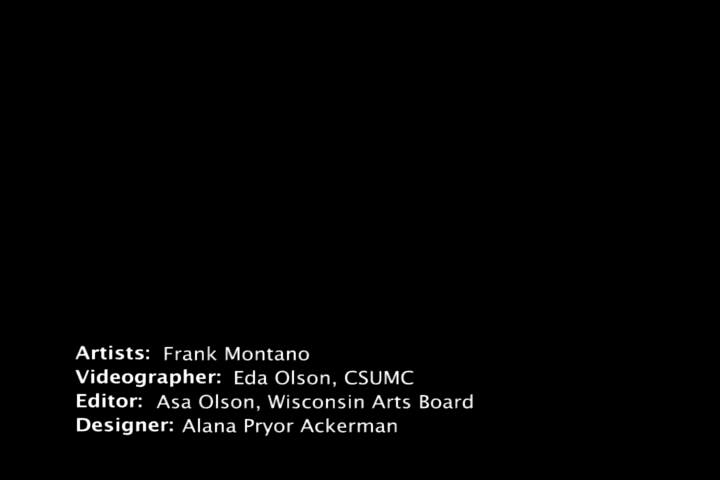 Artists: Frank Montano
Videographer: Eda Olson, CSUMC
Editor: Asa Olson, Wisconsin Arts Board
Designer: Alana Pryor Ackerman